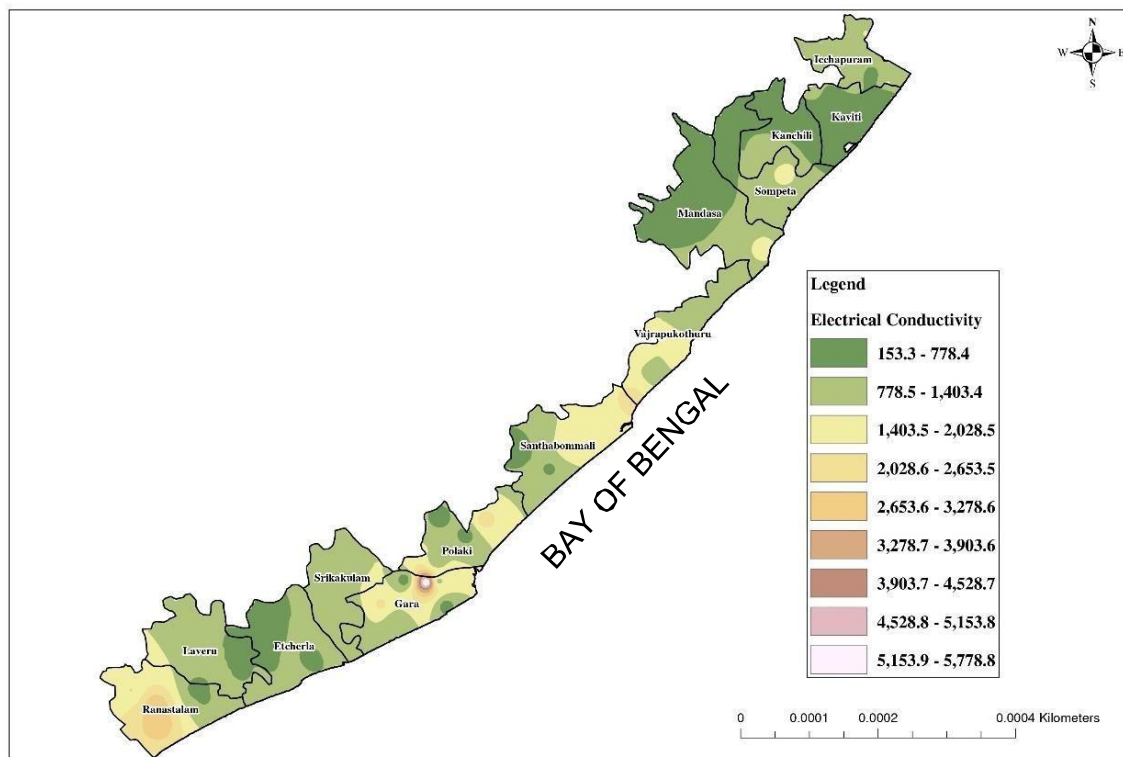 N
W E
S
Icchapuram
Kaviti
Kanchili
Sompeta
Mandasa
Vajrapukothuru
Santhabommali
Polaki
Srikakulam
Gara
Etcherla
Laveru
Ranastalam
BAY OF BENGAL
Legend
Electrical Conductivity
153.3 - 778.4
778.5 - 1,403.4
1,403.5 - 2,028.5
2,028.6 - 2,653.5
2,653.6 - 3,278.6
3,278.7 - 3,903.6
3,903.7 - 4,528.7
4,528.8 - 5,153.8
5,153.9 - 5,778.8
0 0.0001 0.0002 0.0004 Kilometers